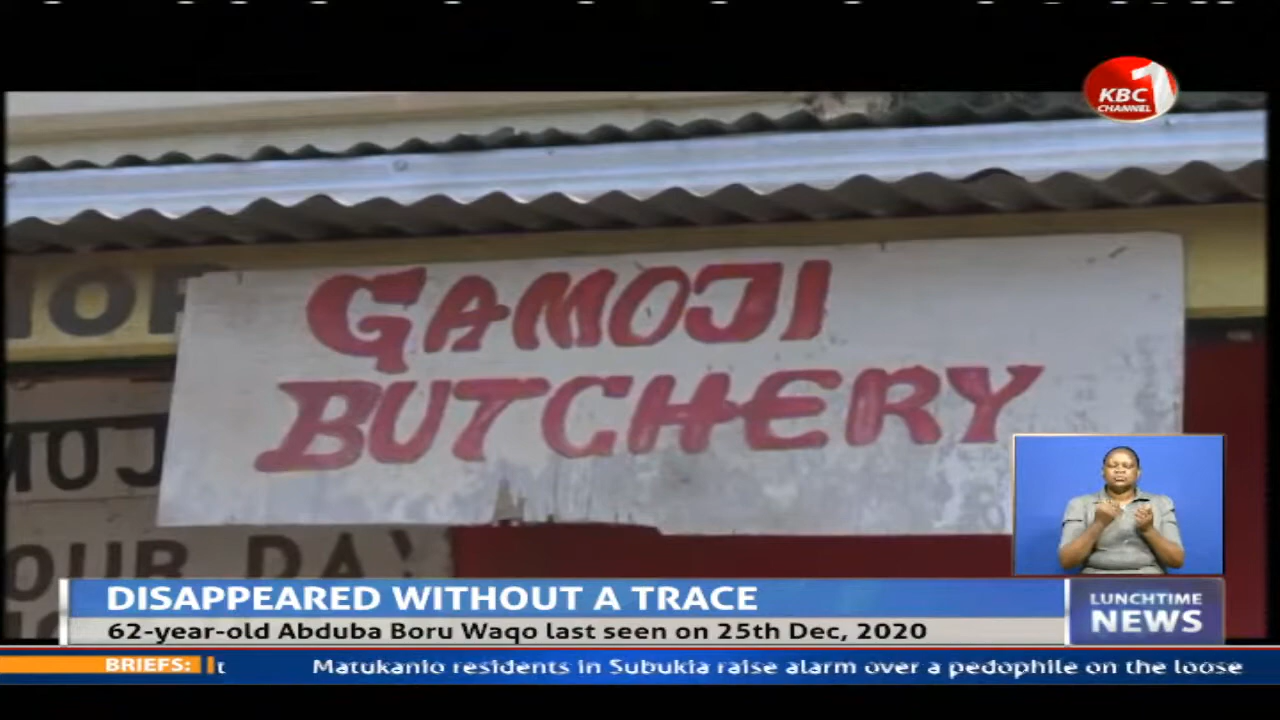 KBC 1
CHANNEL
GAMOJI
BUTCHERY
DISAPPEARED WITHOUT A TRACE
62-year-old Abduba Boru Waqo last seen on 25th Dec, 2020
LUNCHTIME
NEWS
BRIEFS:
Matukanio residents in Subukia raise alarm over a pedophile on the loose